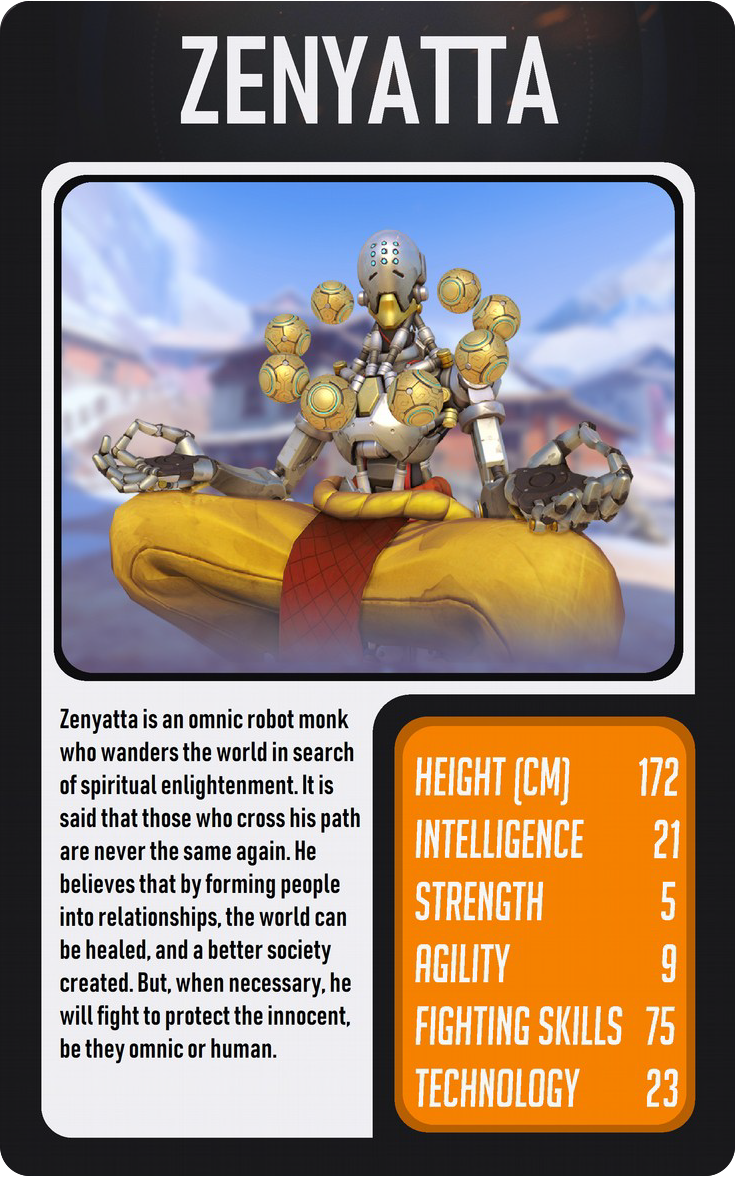 ZENYATTA
Zenyatta is an omnic robot monk
who wanders the world in search
of spiritual enlightenment. It is
said that those who cross his path
are never the same again. He
believes that by forming people
into relationships, the world can
be healed, and a better society
created. But, when necessary, he
will fight to protect the innocent,
be they omnic or human.
HEIGHT (CM) 172
INTELLIGENCE 21
STRENGTH 5
AGILITY 9
FIGHTING SKILLS 75
TECHNOLOGY 23